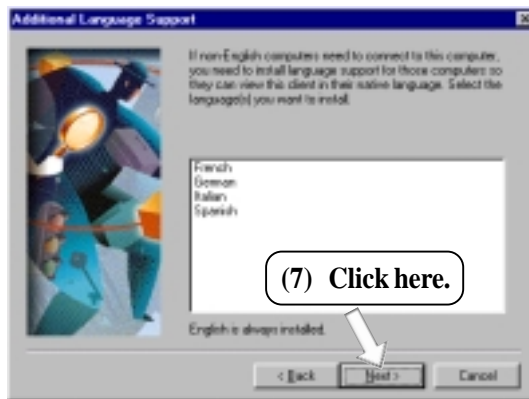 Additional Language Support
If non-English computers need to connect to this computer,
you need to install language support for those computers so
they can view this client in their native language. Select the
language(s) you want to install.
French
German
Italian
Spanish
(7) Click here.
English is always installed.
< Back
Next >
Cancel